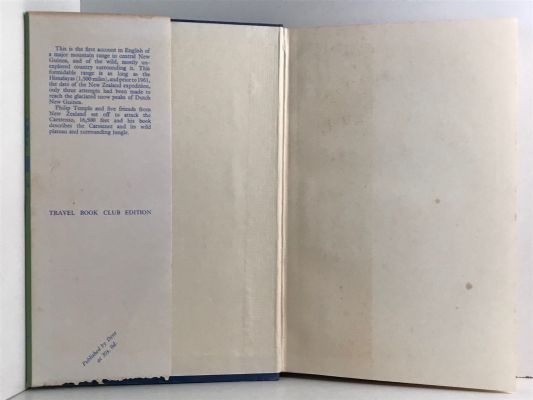 This is the first account in English of
a major mountain range in central New
Guinea, and of the wild, mostly un-
explored country surrounding it. This
formidable range is as long as the
Himalayas (1,500 miles), and prior to 1961,
the date of the New Zealand expedition,
only three attempts had been made to
reach the glaciated snow peaks of Dutch
New Guinea.
Philip Temple and five friends from
New Zealand set off to attack the
Carstensz, 16,500 feet and his book
describes the Carstensz and its wild
plateau and surrounding jungle.
TRAVEL BOOK CLUB EDITION
Published by Dent
at